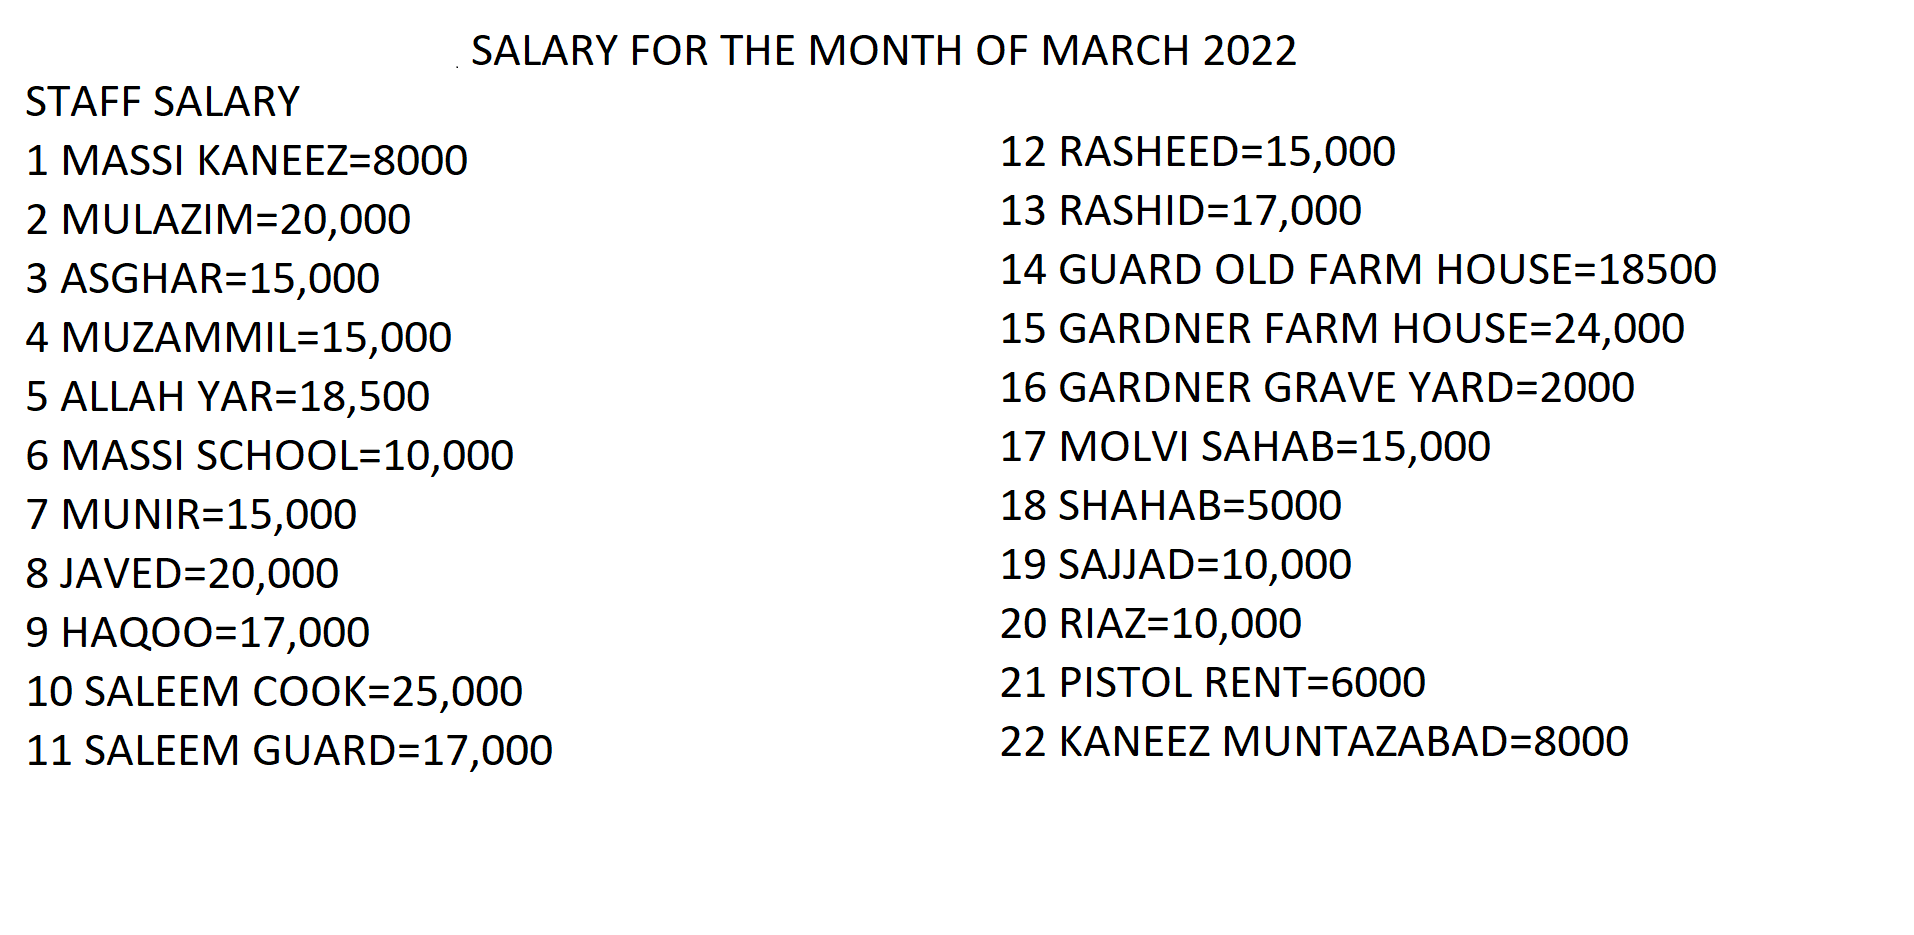 SALARY FOR THE MONTH OF MARCH 2022
STAFF SALARY
1 MASSI KANEEZ=8000
2 MULAZIM=20,000
3 ASGHAR=15,000
4 MUZAMMIL=15,000
5 ALLAH YAR=18,500
6 MASSI SCHOOL=10,000
7 MUNIR=15,000
8 JAVED=20,000
9 HAQOO=17,000
10 SALEEM COOK=25,000
11 SALEEM GUARD=17,000
12 RASHEED=15,000
13 RASHID=17,000
14 GUARD OLD FARM HOUSE=18500
15 GARDNER FARM HOUSE=24,000
16 GARDNER GRAVE YARD=2000
17 MOLVI SAHAB=15,000
18 SHAHAB=5000
19 SAJJAD=10,000
20 RIAZ=10,000
21 PISTOL RENT=6000
22 KANEEZ MUNTAZABAD=8000